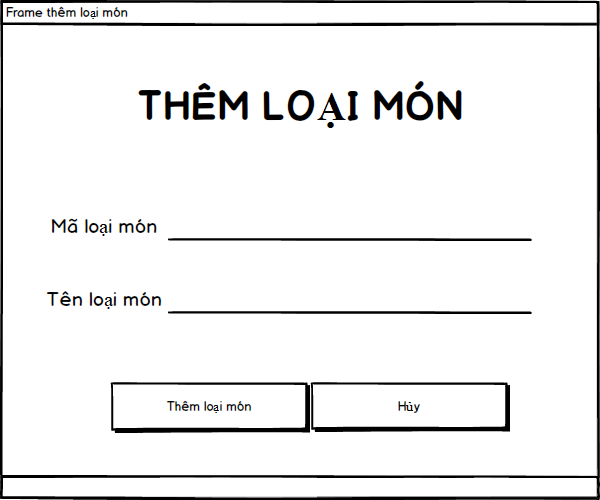 Frame thêm loại món
THÊM LOẠI MÓN
Mã loại món
Tên loại món
Thêm loại món
Hủy